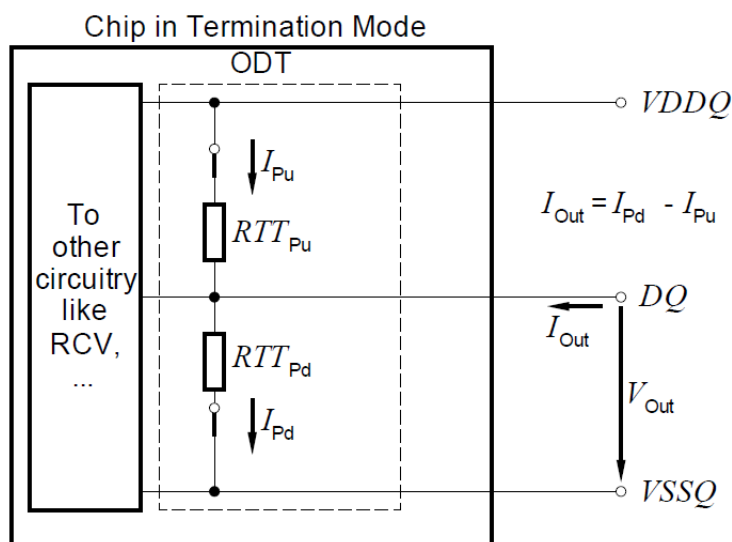 Chip in Termination Mode
ODT
VDDQ
I_Pu
To
other
circuitry
like
RCV,
...
RTT_Pu
I_Out = I_Pd - I_Pu
DQ
I_Out
RTT_Pd
V_Out
I_Pd
VSSQ